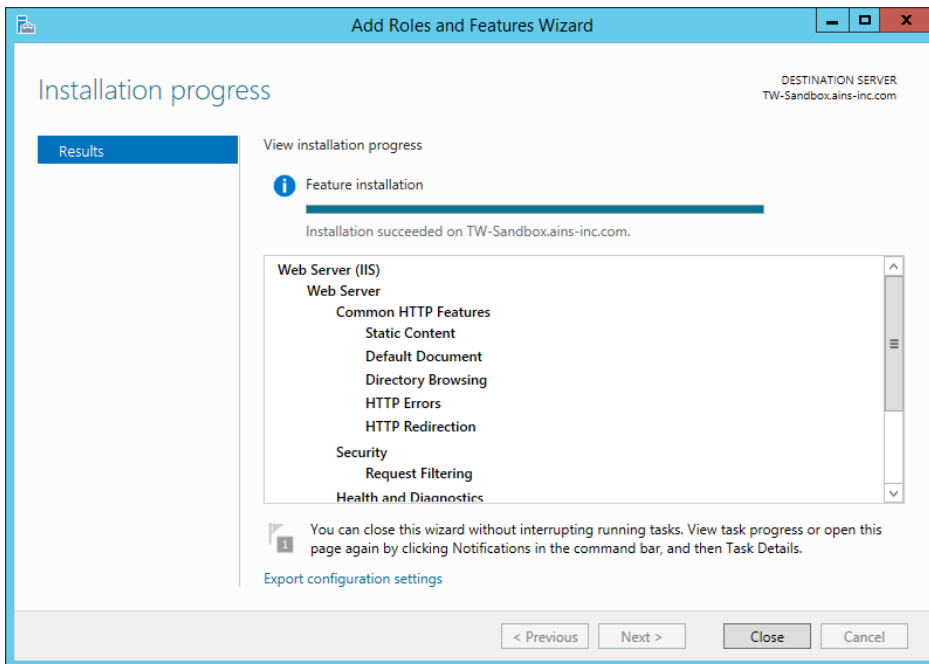 Add Roles and Features Wizard
Installation progress
DESTINATION SERVER
TW-Sandbox.ains-inc.com
Results
View installation progress
Feature installation
Installation succeeded on TW-Sandbox.ains-inc.com.
Web Server (IIS)
Web Server
Common HTTP Features
Static Content
Default Document
Directory Browsing
HTTP Errors
HTTP Redirection
Security
Request Filtering
Health and Diagnostics
1
You can close this wizard without interrupting running tasks. View task progress or open this
page again by clicking Notifications in the command bar, and then Task Details.
Export configuration settings
< Previous
Next >
Close
Cancel